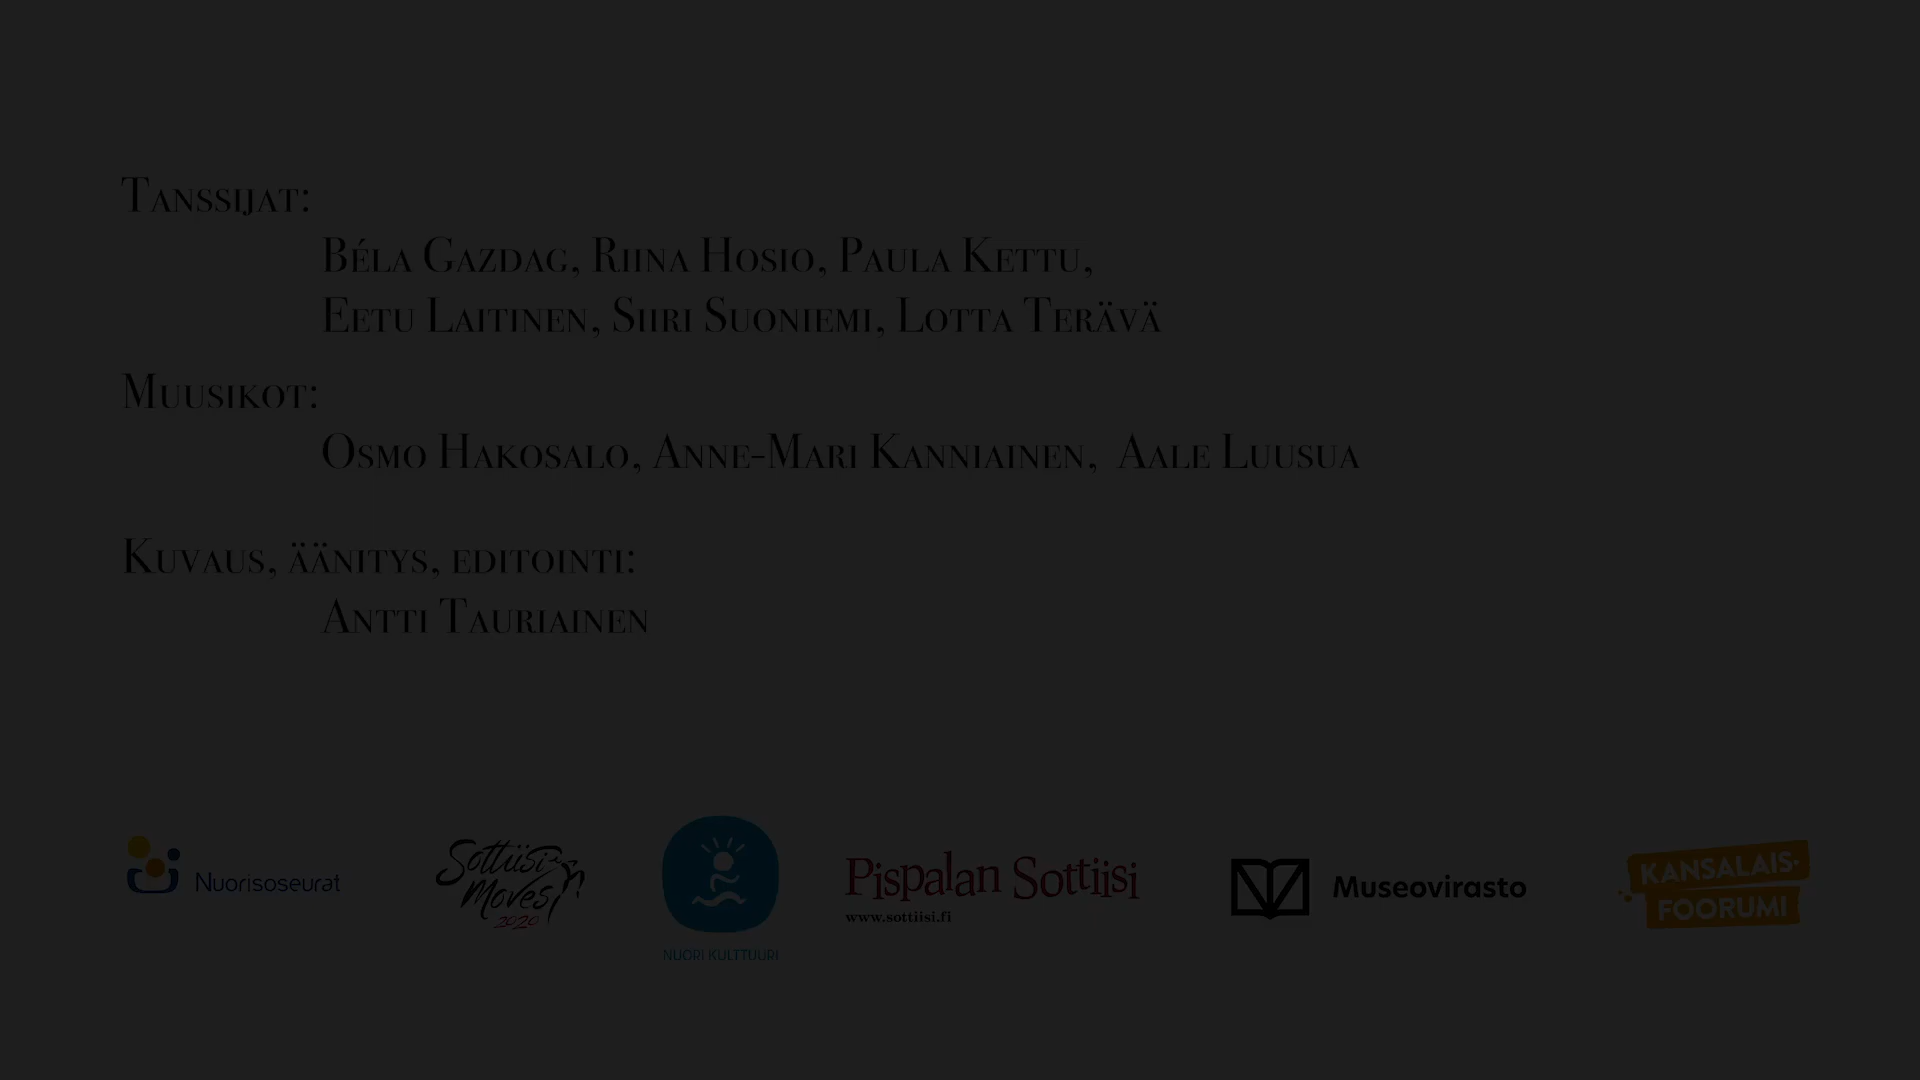 Tanssijat:
Béla Gazdag, Riina Hosio, Paula Kettu,
Eetu Laitinen, Siiri Suoniemi, Lotta Terävä
Muusikot:
Osmo Hakosalo, Anne-Mari Kanniainen, Aale Luusua
Kuvaus, äänitys, editointi:
Antti Tauriainen
Nuorisoseurat
Sottiisi
Moves
2020
NUORI KULTTUURI
Pispalan Sottiisi
www.sottiisi.fi
Museovirasto
KANSALAIS-
FOORUMI